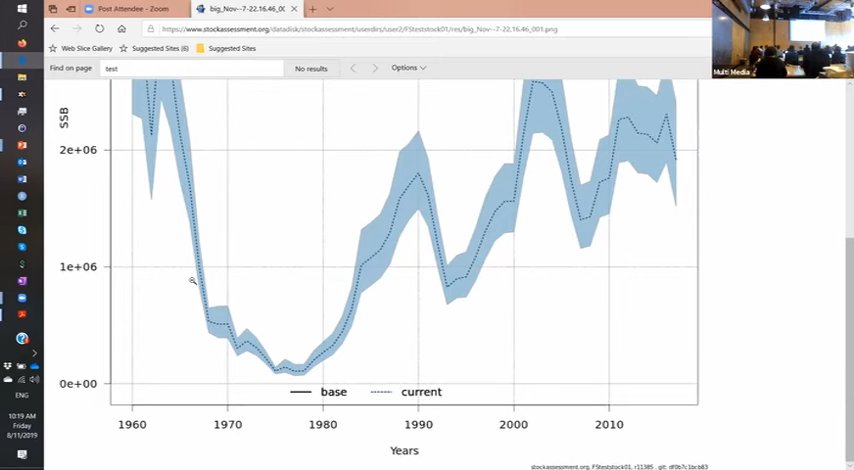 Post Attendee - Zoom
big_Nov--7-22.16.46_00
https://www.stockassessment.org/datadisk/stockassessment/userdirs/user2/FSteststock01/res/big_Nov--7-22.16.46_001.png
Web Slice Gallery
Suggested Sites (6)
Suggested Sites
Find on page
test
No results
Options
Multi Media
SSB
2e+06
1e+06
0e+00
base
current
1960
1970
1980
1990
2000
2010
Years
stockassessment.org, FSteststock01, r11385, git: df0b7c1bcb83
ENG
10:19 AM
Friday
8/11/2019